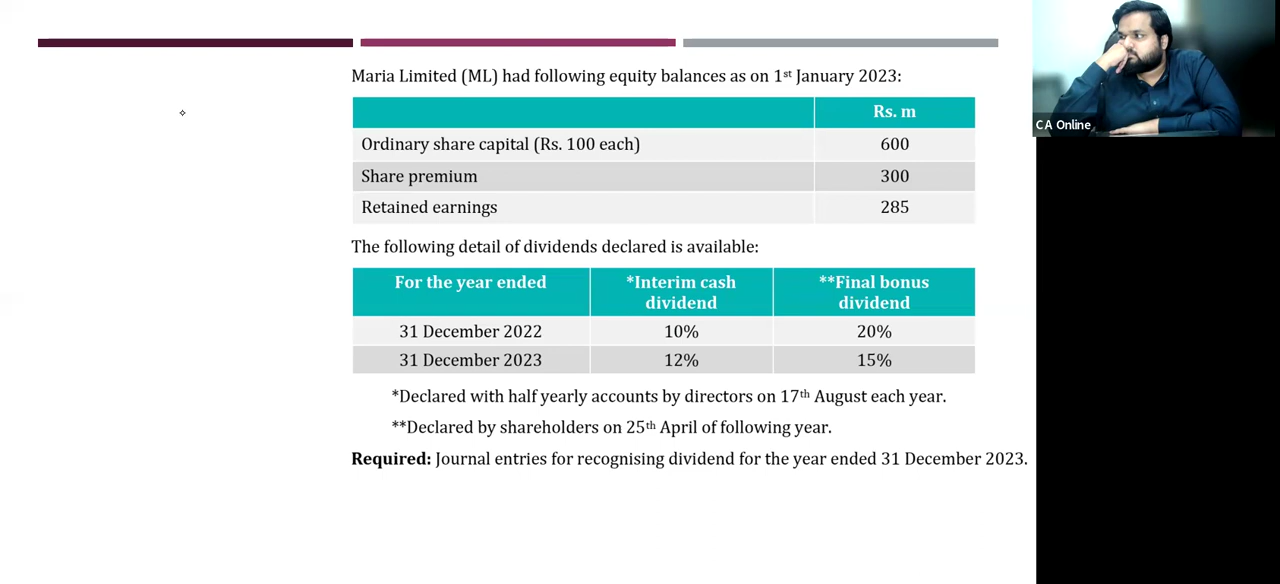 Maria Limited (ML) had following equity balances as on 1st January 2023:
Rs. m
Ordinary share capital (Rs. 100 each) 600
Share premium 300
Retained earnings 285
The following detail of dividends declared is available:
For the year ended *Interim cash dividend **Final bonus dividend
31 December 2022 10% 20%
31 December 2023 12% 15%
*Declared with half yearly accounts by directors on 17th August each year.
**Declared by shareholders on 25th April of following year.
Required: Journal entries for recognising dividend for the year ended 31 December 2023.
C A Online